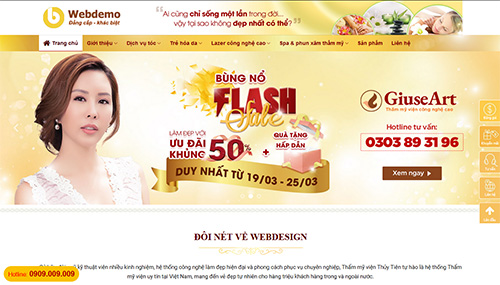 Webdemo
Đẳng cấp - khác biệt
Ai cũng chỉ sống một lần trong đời...
vậy tại sao không đẹp nhất có thể?
Trang chủ Giới thiệu Dịch vụ tóc Trẻ hóa da Lazer công nghệ cao Spa & phun xăm thẩm mỹ Sản phẩm Liên hệ
BÙNG NỔ
FLASH
Sale
LÀM ĐẸP VỚI
ƯU ĐÃI
KHỦNG 50%
+
QUÀ TẶNG
HẤP DẪN
DUY NHẤT TỪ 19/03 - 25/03
GiuseArt
Thẩm mỹ viện công nghệ cao
Hotline tư vấn:
0303 89 31 96
Xem ngay
ĐÔI NÉT VỀ WEBDESIGN
kỹ thuật viên nhiều kinh nghiệm, hệ thống công nghệ làm đẹp hiện đại và phong cách phục vụ chuyên nghiệp, Thẩm mỹ viện Thủy Tiên tự hào là hệ thống Thẩm
mỹ viện uy tín tại Việt Nam, mang đến vẻ đẹp tự nhiên cho hàng triệu khách hàng trong và ngoài nước.
Hotline: 0909.009.009